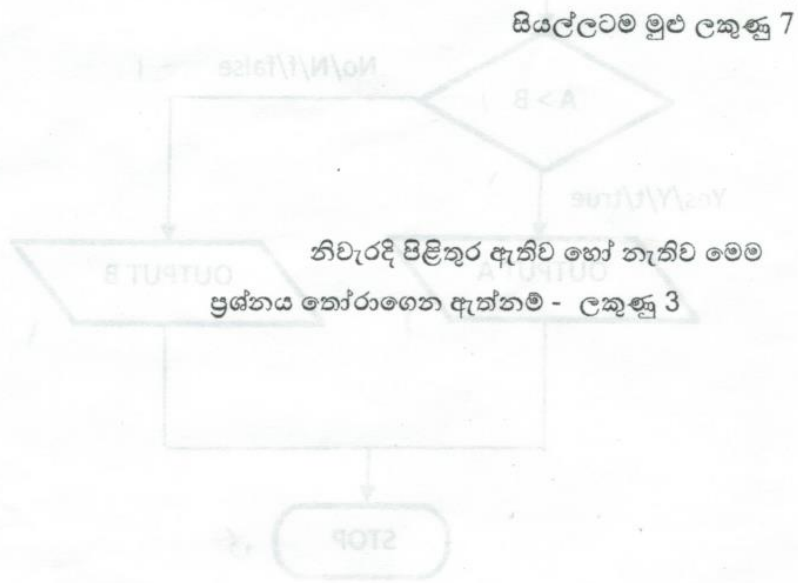 සියල්ලටම මුළු ලකුණු 7
No/N/f/false
A > B
Yes/Y/t/true
නිවැරදි පිළිතුර ඇතිව හෝ නැතිව මෙම
OUTPUT A
OUTPUT B
ප්‍රශ්නය තෝරාගෙන ඇත්නම් - ලකුණු 3
STOP